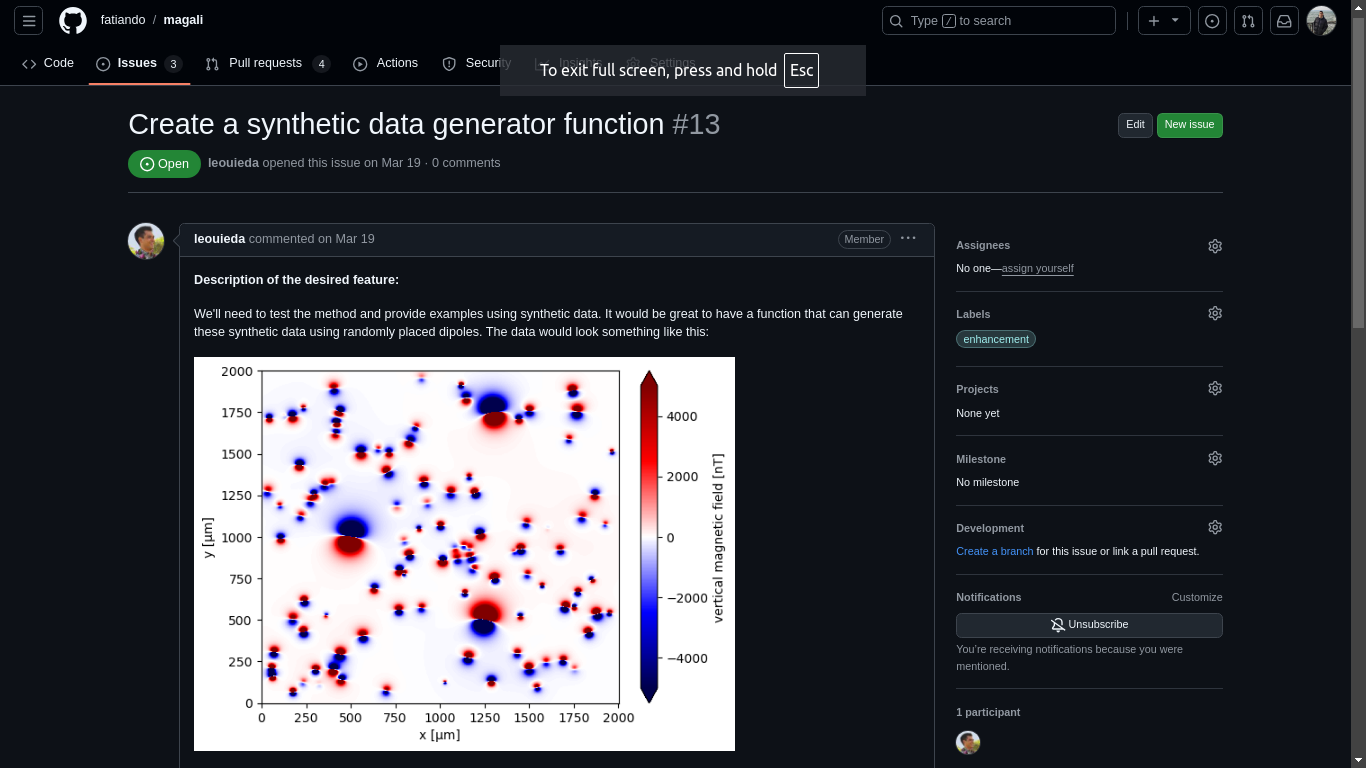 fatiando / magali
Type / to search
Code
Issues 3
Pull requests 4
Actions
Security
Insights
Settings
To exit full screen, press and hold Esc
Create a synthetic data generator function #13
Edit
New issue
Open
leouieda opened this issue on Mar 19 · 0 comments
leouieda commented on Mar 19
Member
Description of the desired feature:
We'll need to test the method and provide examples using synthetic data. It would be great to have a function that can generate
these synthetic data using randomly placed dipoles. The data would look something like this:
2000
1750
1500
1250
1000
750
500
250
0
y [µm]
0 250 500 750 1000 1250 1500 1750 2000
x [µm]
4000
2000
0
−2000
−4000
vertical magnetic field [nT]
Assignees
No one—assign yourself
Labels
enhancement
Projects
None yet
Milestone
No milestone
Development
Create a branch for this issue or link a pull request.
Notifications
Customize
Unsubscribe
You're receiving notifications because you were
mentioned.
1 participant